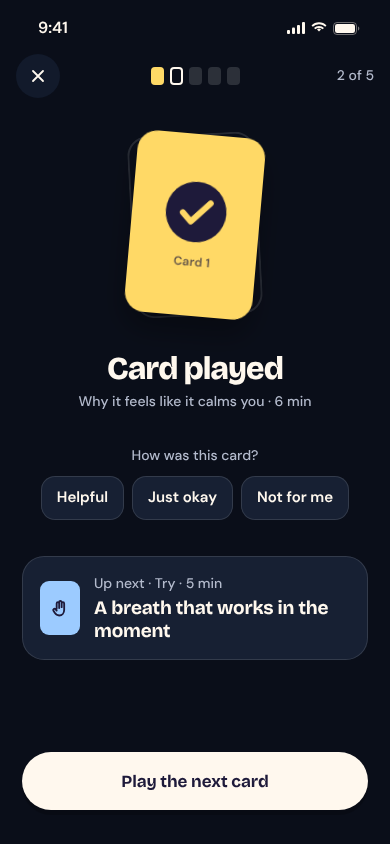 9:41
2 of 5
Card 1
Card played
Why it feels like it calms you · 6 min
How was this card?
Helpful
Just okay
Not for me
Up next · Try · 5 min
A breath that works in the
moment
Play the next card